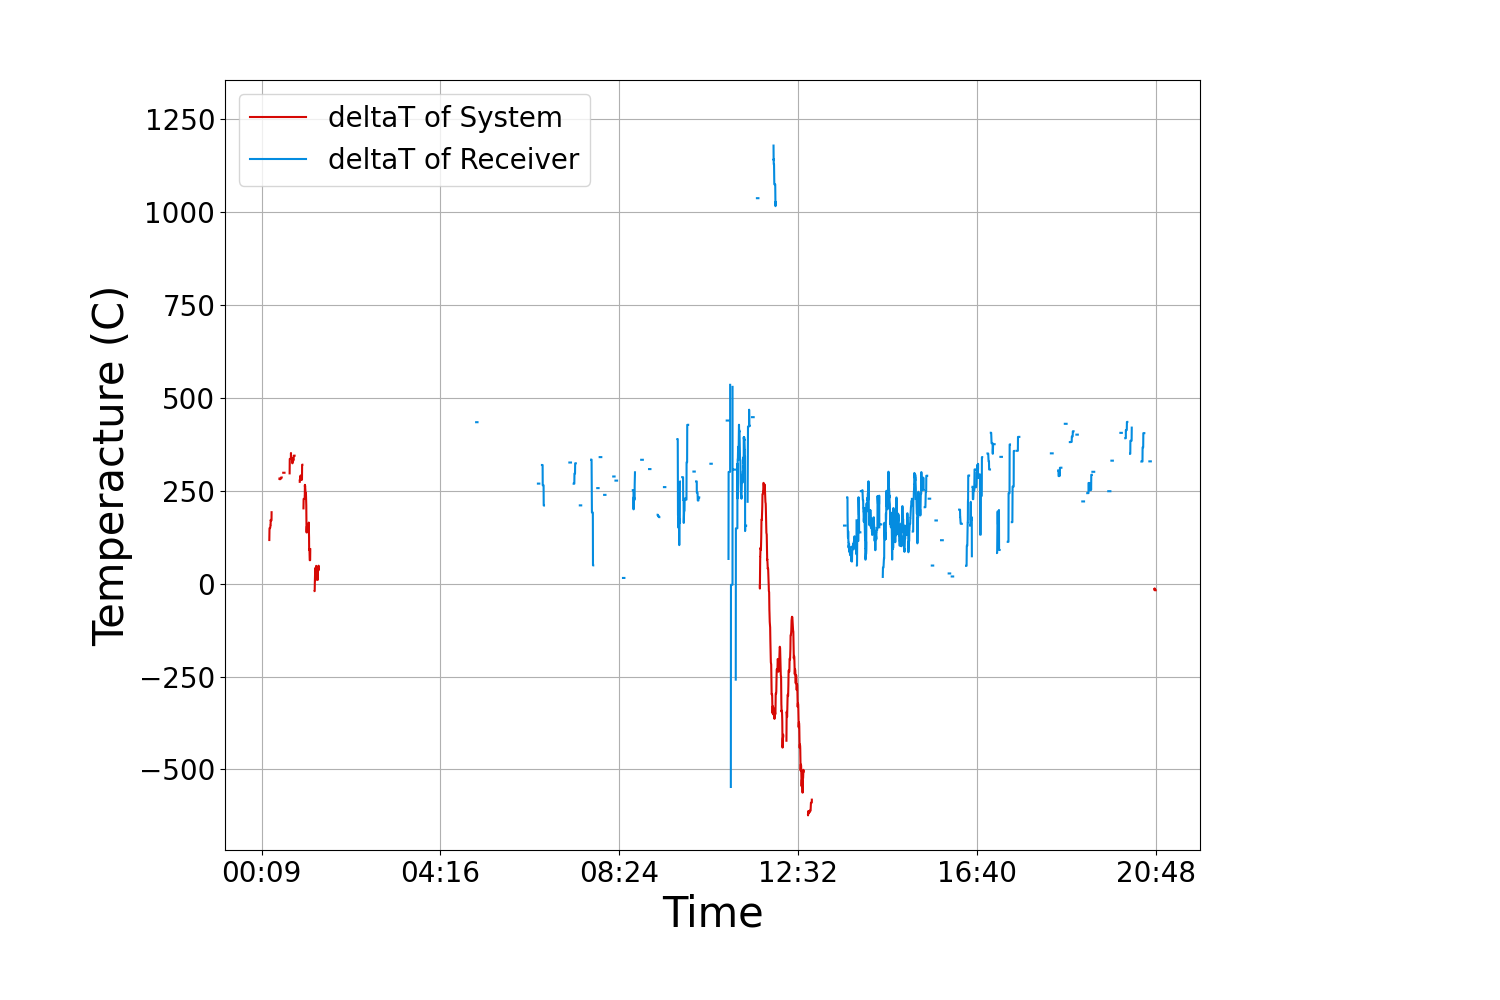 deltaT of System
deltaT of Receiver
1250
1000
750
500
250
0
−250
−500
Temperacture (C)
00:09 04:16 08:24 12:32 16:40 20:48
Time